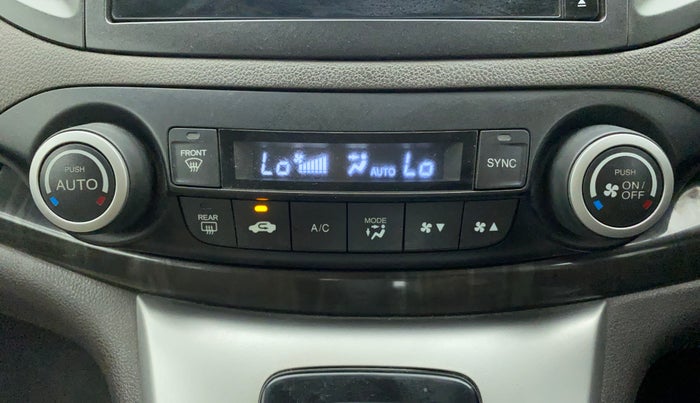 PUSH
AUTO
FRONT
Lo AUTO Lo
SYNC
PUSH
ON/
OFF
REAR
A/C
MODE